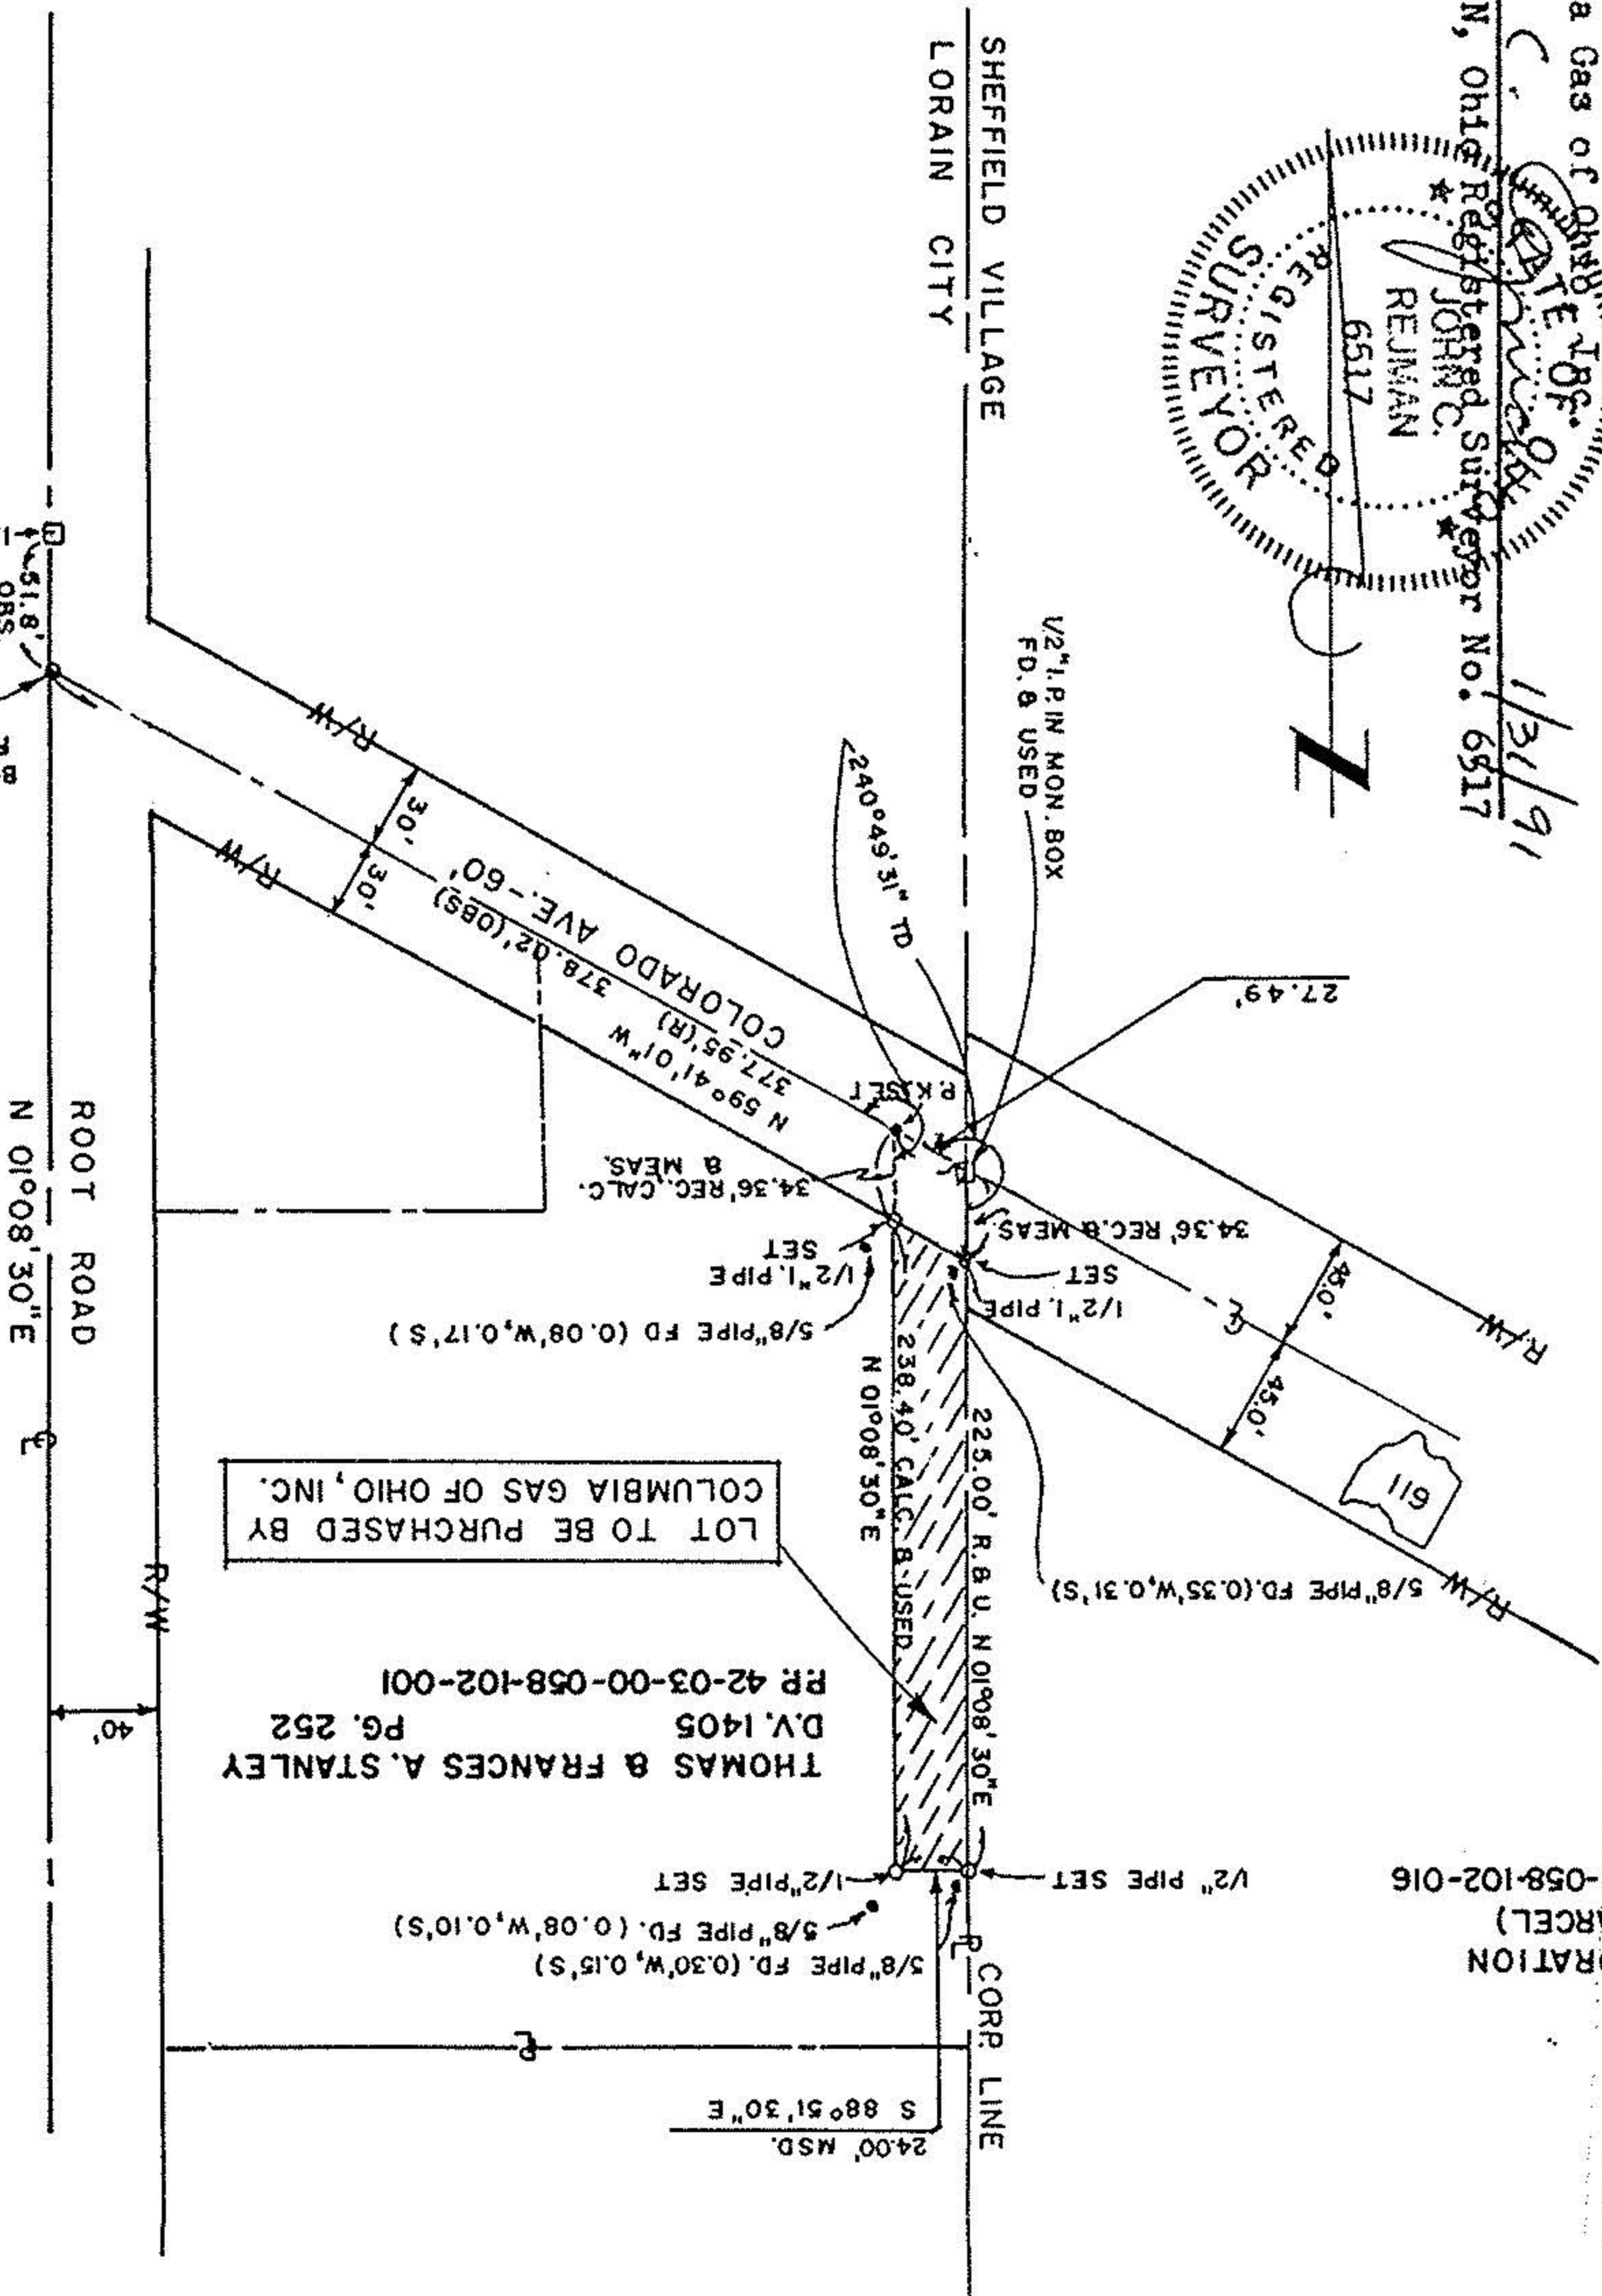 a Gas of Ohio Inc.
N, Ohio Registered Surveyor No. 6517
1/31/91
STATE OF
JOHN C.
REJMAN
6517
REGISTERED
SURVEYOR
SHEFFIELD VILLAGE
LORAIN CITY
1/2" I.P. IN MON. BOX
FD. & USED
240°49'31" TD
27.49'
R/W
R/W
30'
30'
COLORADO AVE.-60'
378.02'(OBS)
377.95'(R)
N 59°41'01"W
P.K. SET
34.36' REC. CALC.
& MEAS.
1/2" I. PIPE
SET
5/8" PIPE FD (0.08'W, 0.17'S)
34.36' REC. & MEAS.
1/2" I. PIPE
SET
45.0'
45.0'
R/W
R/W
611
5/8" PIPE FD. (0.35'W, 0.31'S)
225.00' R. & U. N 01°08'30"E
238.40' CALC. & USED
N 01°08'30"E
LOT TO BE PURCHASED BY
COLUMBIA GAS OF OHIO, INC.
THOMAS & FRANCES A. STANLEY
D.V. 1405 PG. 252
P.P. 42-03-00-058-102-001
1/2" PIPE SET
1/2" PIPE SET
5/8" PIPE FD. (0.08'W, 0.10'S)
5/8" PIPE FD. (0.30'W, 0.15'S)
24.00' MSD.
S 88°51'30"E
CORP. LINE
-058-102-016
RCEL)
RATION
ROOT ROAD
N 01°08'30"E
R/W
40'
51.8'
OBS